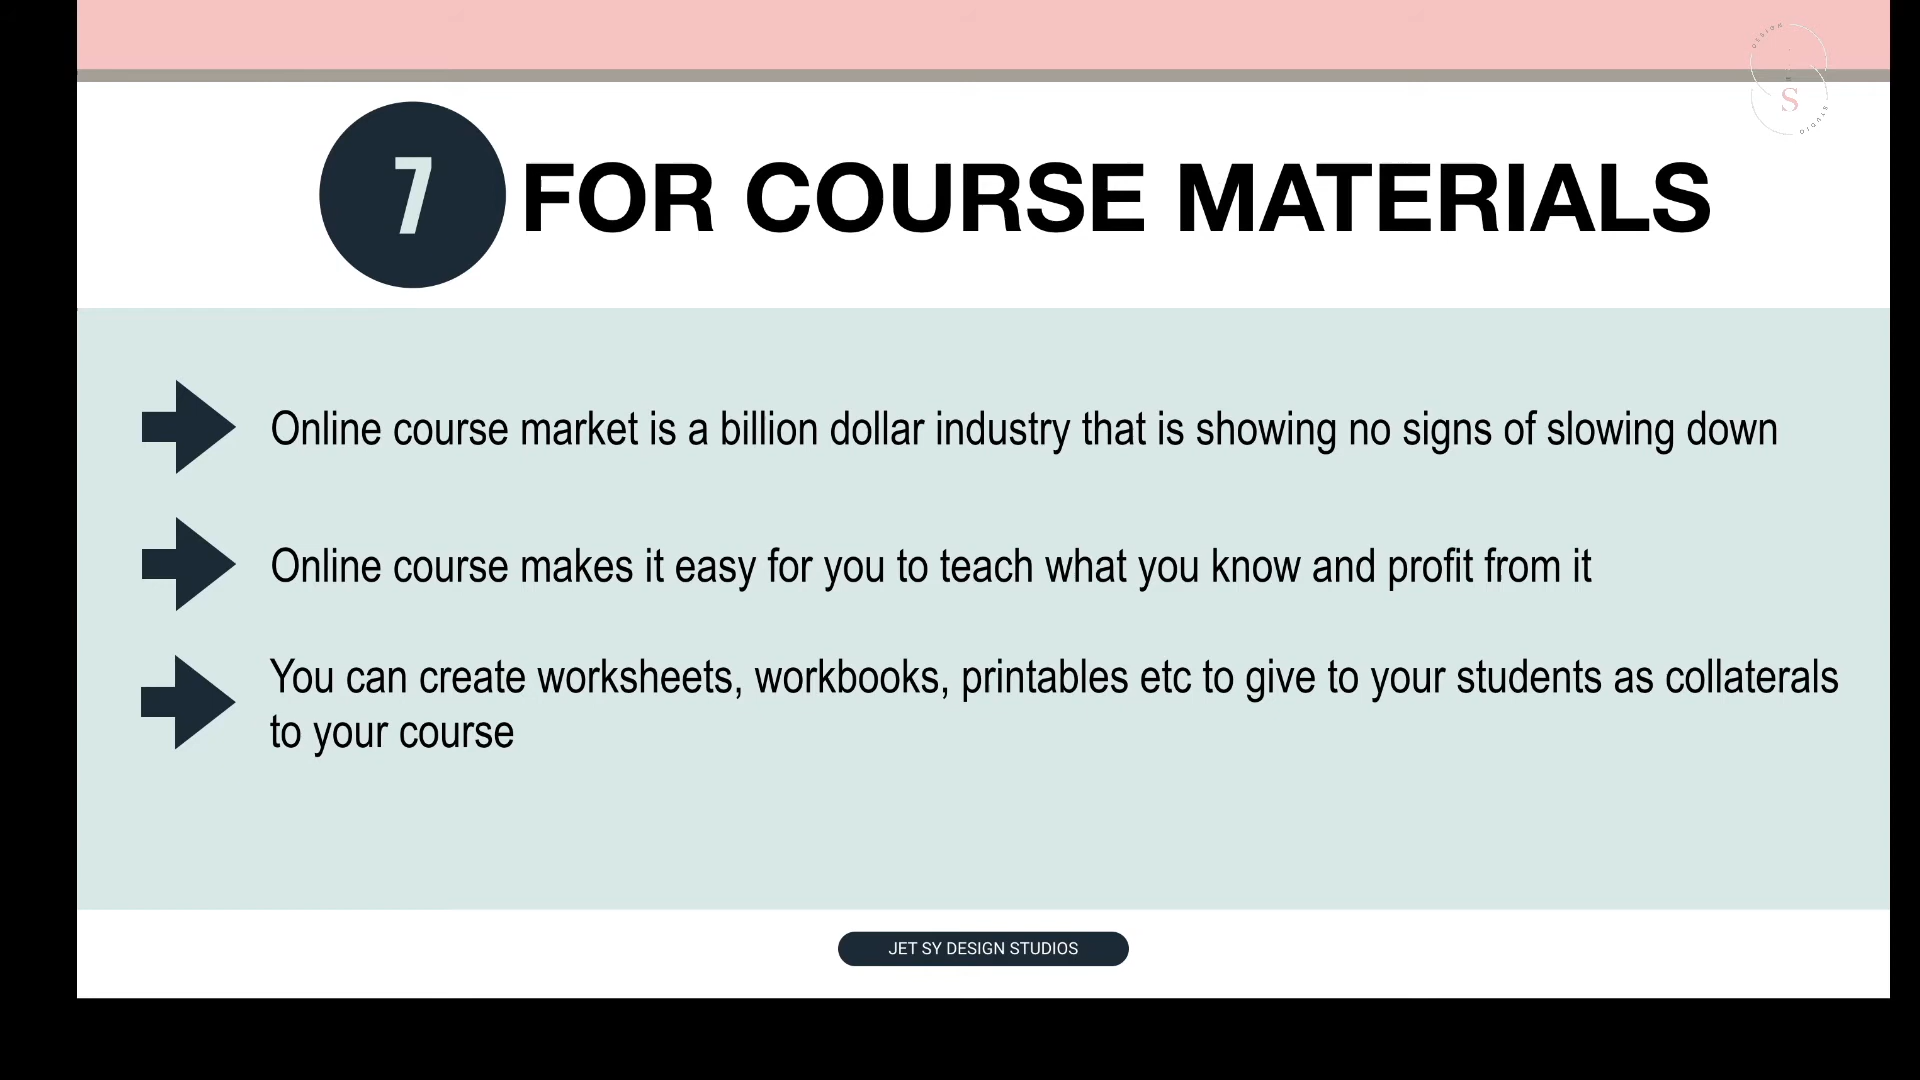 DESIGN
S
STUDIO
7
FOR COURSE MATERIALS
Online course market is a billion dollar industry that is showing no signs of slowing down
Online course makes it easy for you to teach what you know and profit from it
You can create worksheets, workbooks, printables etc to give to your students as collaterals
to your course
JET SY DESIGN STUDIOS